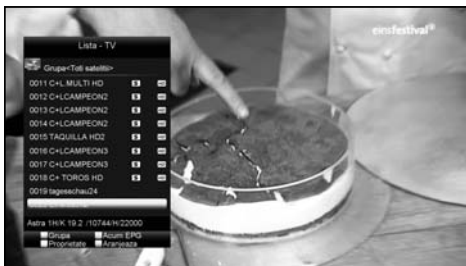 einsfestival
Lista - TV
Grupe<Toti satelitii>
0011 C+L.MULTI HD
0012 C+LCAMPEON2
0013 C+LCAMPEON2
0014 C+LCAMPEON2
0015 TAQUILLA HD2
0016 C+LCAMPEON3
0017 C+LCAMPEON3
0018 C+ TOROS HD
0019 tagesschau24
Astra 1H/K 19.2 /10744/H/22000
Grupa Acum EPG
Proprietate Aranjeaza